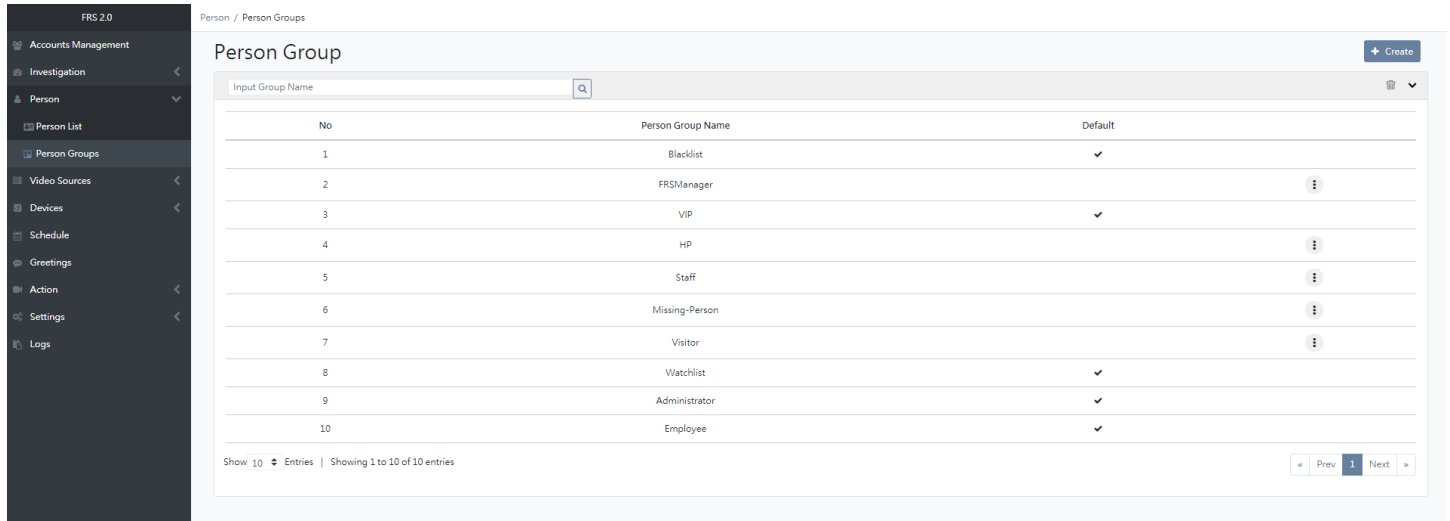 FRS 2.0
Person / Person Groups
Accounts Management
Investigation
Person
Person List
Person Groups
Video Sources
Devices
Schedule
Greetings
Action
Settings
Logs
Person Group
+ Create
Input Group Name
No Person Group Name Default
1 Blacklist ✔
2 FRSManager
3 VIP ✔
4 HP
5 Staff
6 Missing-Person
7 Visitor
8 Watchlist ✔
9 Administrator ✔
10 Employee ✔
Show 10 Entries | Showing 1 to 10 of 10 entries
« Prev 1 Next »